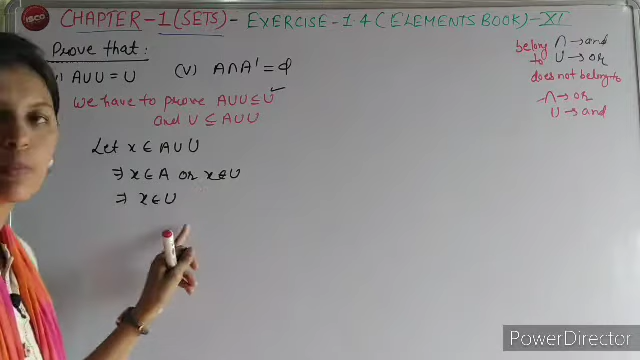 ISCO CHAPTER-1 (SETS) - EXERCISE-1.4 (ELEMENTS BOOK) - XI
Prove that:
) A∪U = U (v) A∩A' = φ
We have to prove A∪U ⊆ U ✓
and U ⊆ A∪U
Let x ∈ A∪U
⇒ x ∈ A or x ∈ U
⇒ x ∈ U
belong to ∩ → and
∪ → or
does not belong to
∩ → or
∪ → and
PowerDirector